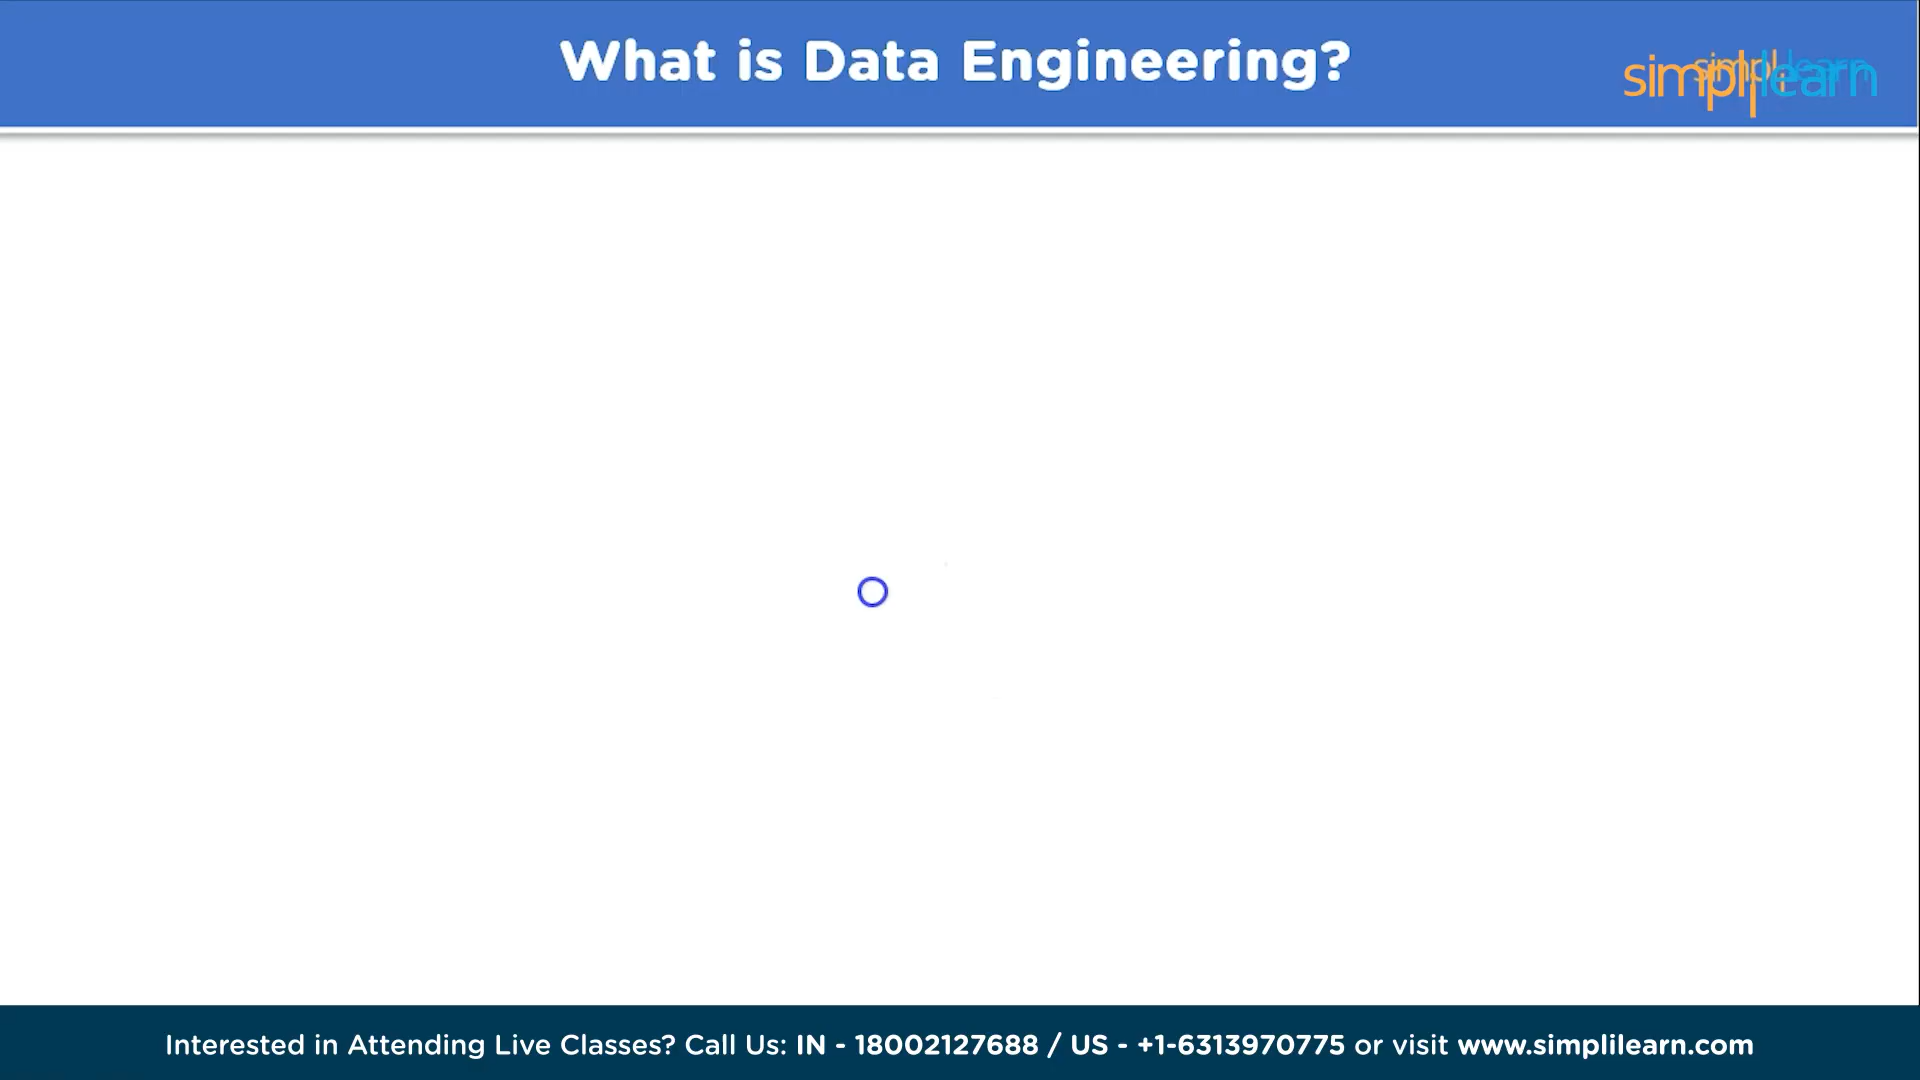 What is Data Engineering?
simplilearn
simplilearn
Interested in Attending Live Classes? Call Us: IN - 18002127688 / US - +1-6313970775 or visit www.simplilearn.com